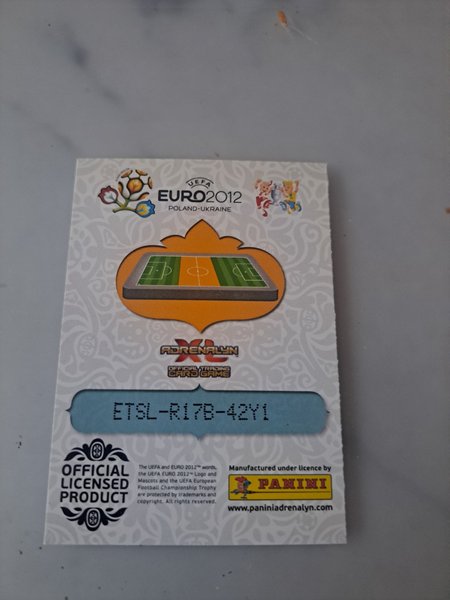 UEFA
EURO2012
POLAND-UKRAINE
ADRENALYN
XL
OFFICIAL TRADING
CARD GAME
ETSL-R17B-42Y1
OFFICIAL
LICENSED
PRODUCT
The UEFA and EURO 2012™ words,
the UEFA EURO 2012™ Logo and
Mascots and the UEFA European
Football Championship Trophy
are protected by trademarks and
copyright. All rights reserved.
Manufactured under licence by
PANINI
www.paniniadrenalyn.com